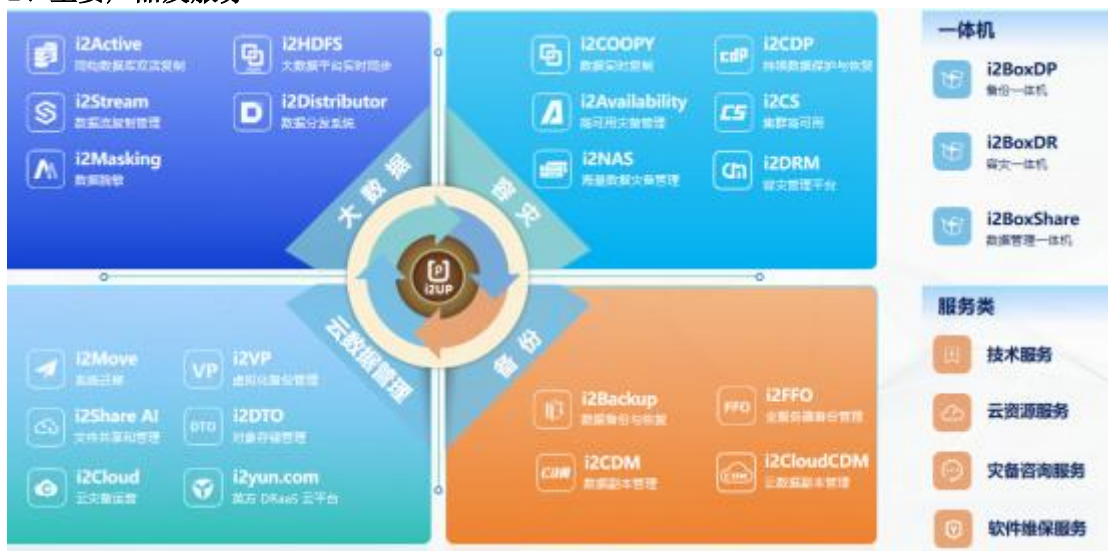 i2Active
同构数据库双活复制
i2HDFS
大数据平台实时同步
i2Stream
数据流复制管理
i2Distributor
数据分发系统
i2Masking
数据脱敏
大数据
i2COOPY
数据实时复制
cdP
i2CDP
持续数据保护与恢复
i2Availability
高可用灾备管理
CS
i2CS
集群高可用
i2NAS
海量数据灾备管理
i2DRM
容灾管理平台
容灾
i2UP
云数据管理
i2Move
系统迁移
VP
i2VP
虚拟化备份管理
i2Share AI
文件共享和管理
DTO
i2DTO
对象存储管理
i2Cloud
云灾备运营
i2yun.com
英方 DRaaS 云平台
备份
i2Backup
数据备份与恢复
FFO
i2FFO
全服务器备份管理
CDM
i2CDM
数据副本管理
i2CloudCDM
云数据副本管理
一体机
i2BoxDP
备份一体机
i2BoxDR
容灾一体机
i2BoxShare
数据管理一体机
服务类
技术服务
云资源服务
灾备咨询服务
软件维保服务